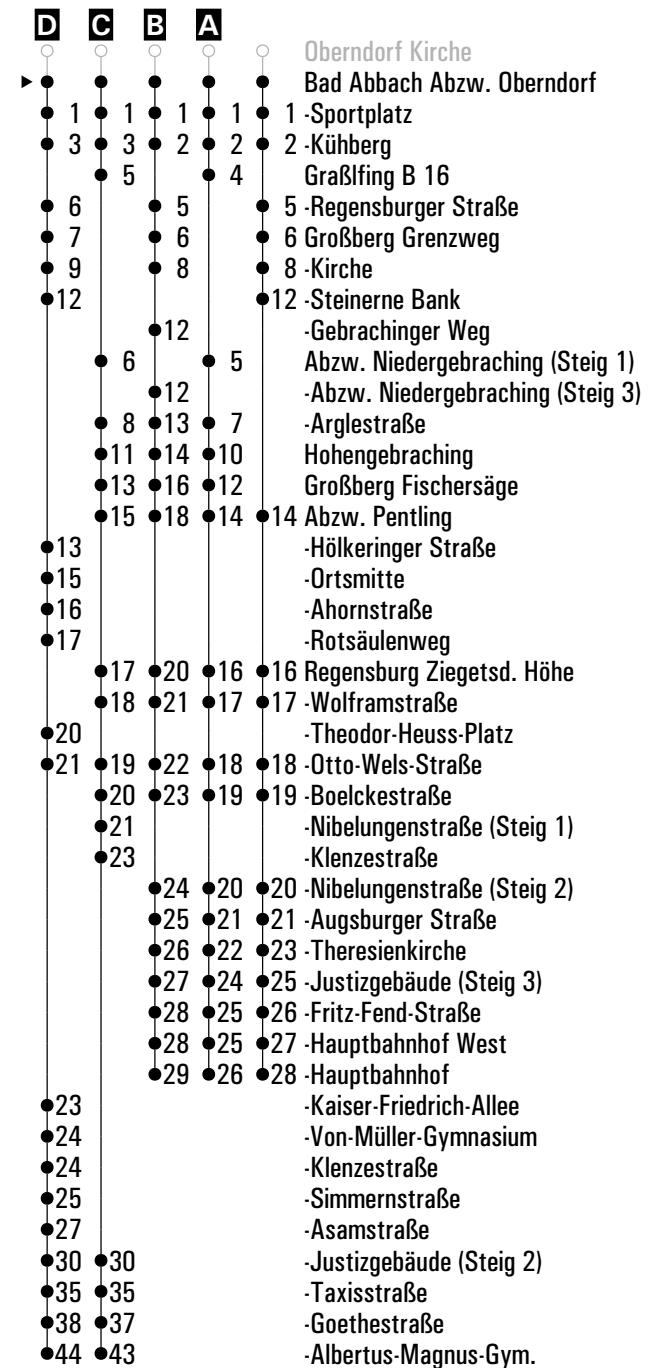 D C B A
Oberndorf Kirche
Bad Abbach Abzw. Oberndorf
1 1 1 1 1 -Sportplatz
3 3 2 2 2 -Kühberg
5 4 Graßlfing B 16
6 5 5 -Regensburger Straße
7 6 6 Großberg Grenzweg
9 8 8 -Kirche
12 12 -Steinerne Bank
12 -Gebrachinger Weg
6 5 Abzw. Niedergebraching (Steig 1)
12 -Abzw. Niedergebraching (Steig 3)
8 13 7 -Arglestraße
11 14 10 Hohengebraching
13 16 12 Großberg Fischersäge
15 18 14 14 Abzw. Pentling
13 -Hölkeringer Straße
15 -Ortsmitte
16 -Ahornstraße
17 -Rotsäulenweg
17 20 16 16 Regensburg Ziegetsd. Höhe
18 21 17 17 -Wolframstraße
20 -Theodor-Heuss-Platz
21 19 22 18 18 -Otto-Wels-Straße
20 23 19 19 -Boelckestraße
21 -Nibelungenstraße (Steig 1)
23 -Klenzestraße
24 20 20 -Nibelungenstraße (Steig 2)
25 21 21 -Augsburger Straße
26 22 23 -Theresienkirche
27 24 25 -Justizgebäude (Steig 3)
28 25 26 -Fritz-Fend-Straße
28 25 27 -Hauptbahnhof West
29 26 28 -Hauptbahnhof
23 -Kaiser-Friedrich-Allee
24 -Von-Müller-Gymnasium
24 -Klenzestraße
25 -Simmernstraße
27 -Asamstraße
30 30 -Justizgebäude (Steig 2)
35 35 -Taxisstraße
38 37 -Goethestraße
44 43 -Albertus-Magnus-Gym.